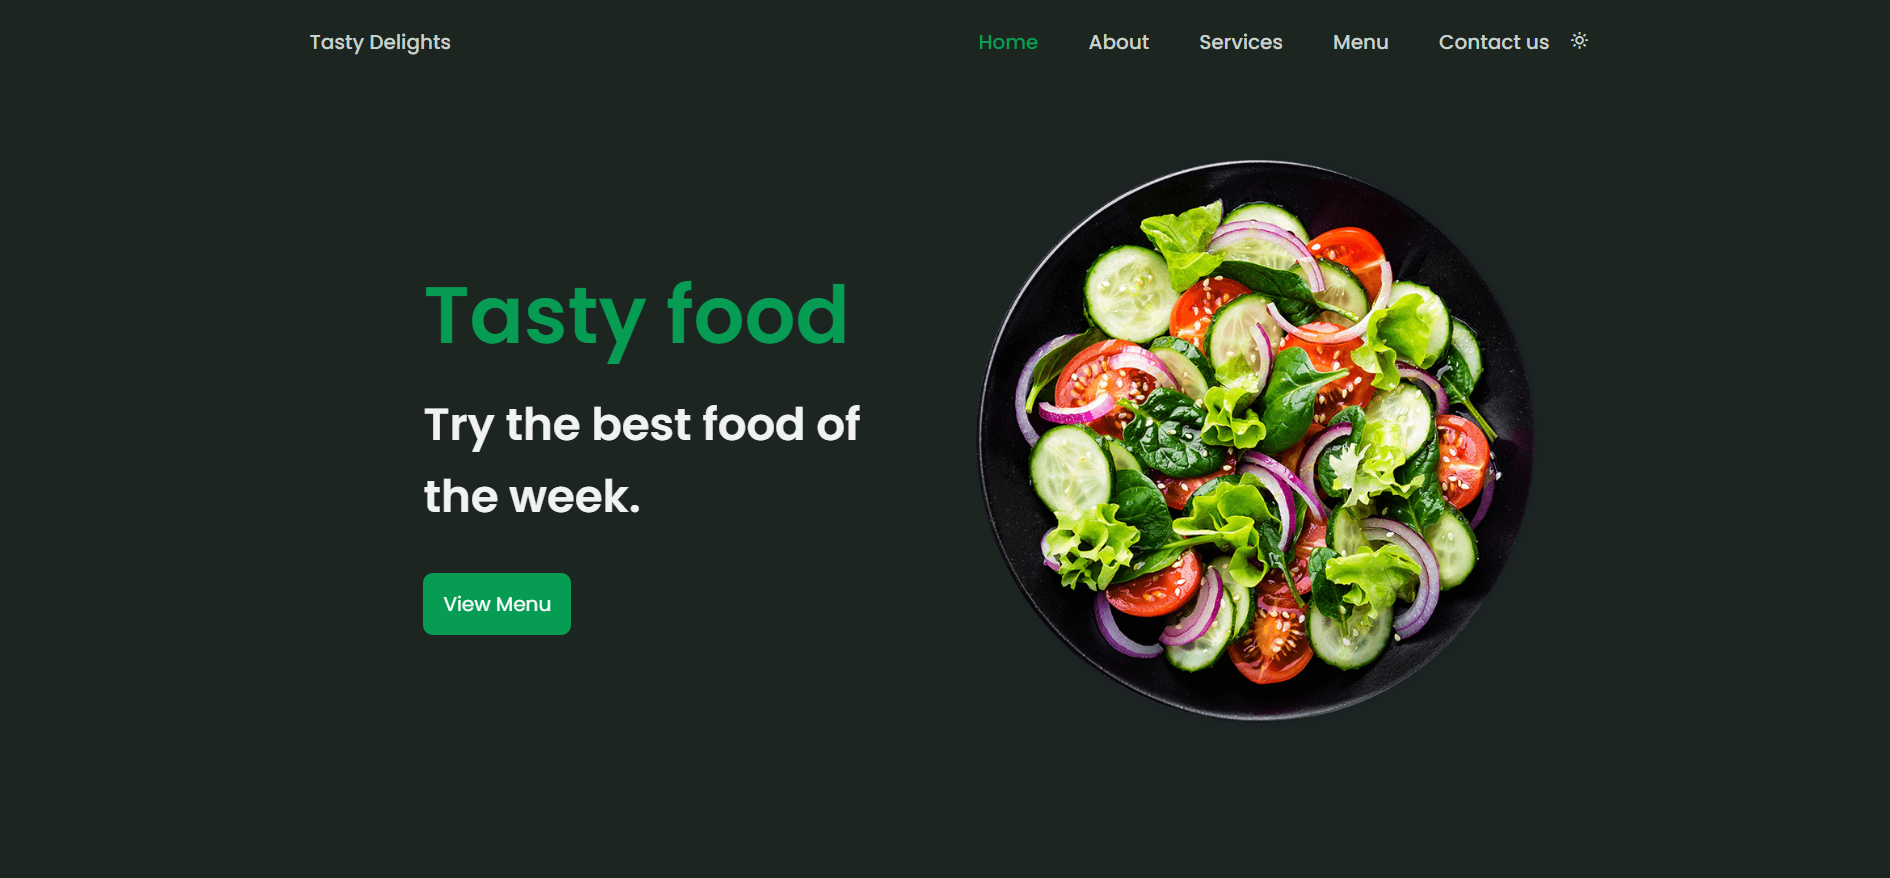 Tasty Delights
Home
About
Services
Menu
Contact us
Tasty food
Try the best food of
the week.
View Menu